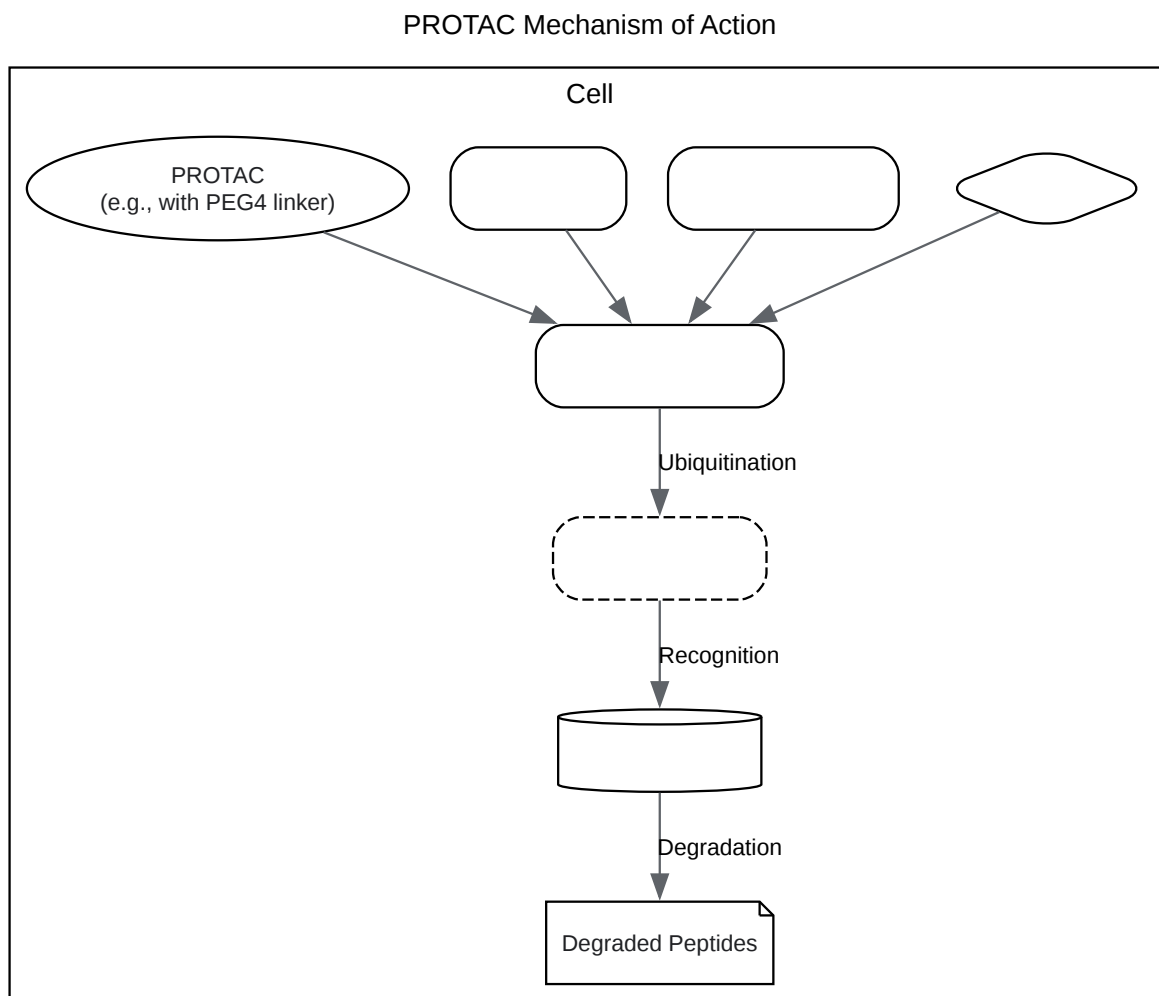 PROTAC Mechanism of Action
Cell
PROTAC
(e.g., with PEG4 linker)
Ubiquitination
Recognition
Degradation
Degraded Peptides